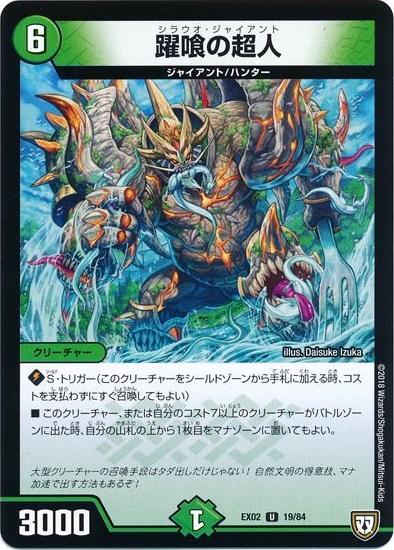 6
シラウオ・ジャイアント
躍喰の超人
ジャイアント/ハンター
illus. Daisuke Izuka
クリーチャー
©2018 Wizards/Shogakukan/Mitsui-Kids
S・トリガー(このクリーチャーをシールドゾーンから手札に加える時、コス
トを支払わずにすぐ召喚してもよい)
■このクリーチャー、または自分のコスト7以上のクリーチャーがバトルゾー
ンに出た時、自分の山札の上から1枚目をマナゾーンに置いてもよい。
大型クリーチャーの召喚手段はタダ出しだけじゃない! 自然文明の得意技、マナ
加速で出す方法もあるぞ!
3000
1
EX02 U 19/84